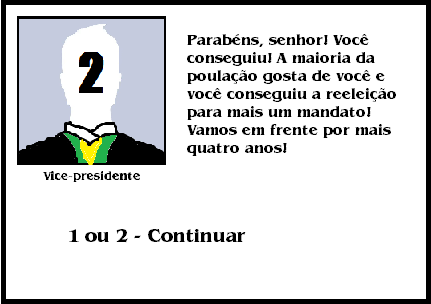 2
Vice-presidente
Parabéns, senhor! Você
conseguiu! A maioria da
poulação gosta de você e
você conseguiu a reeleição
para mais um mandato!
Vamos em frente por mais
quatro anos!
1 ou 2 - Continuar